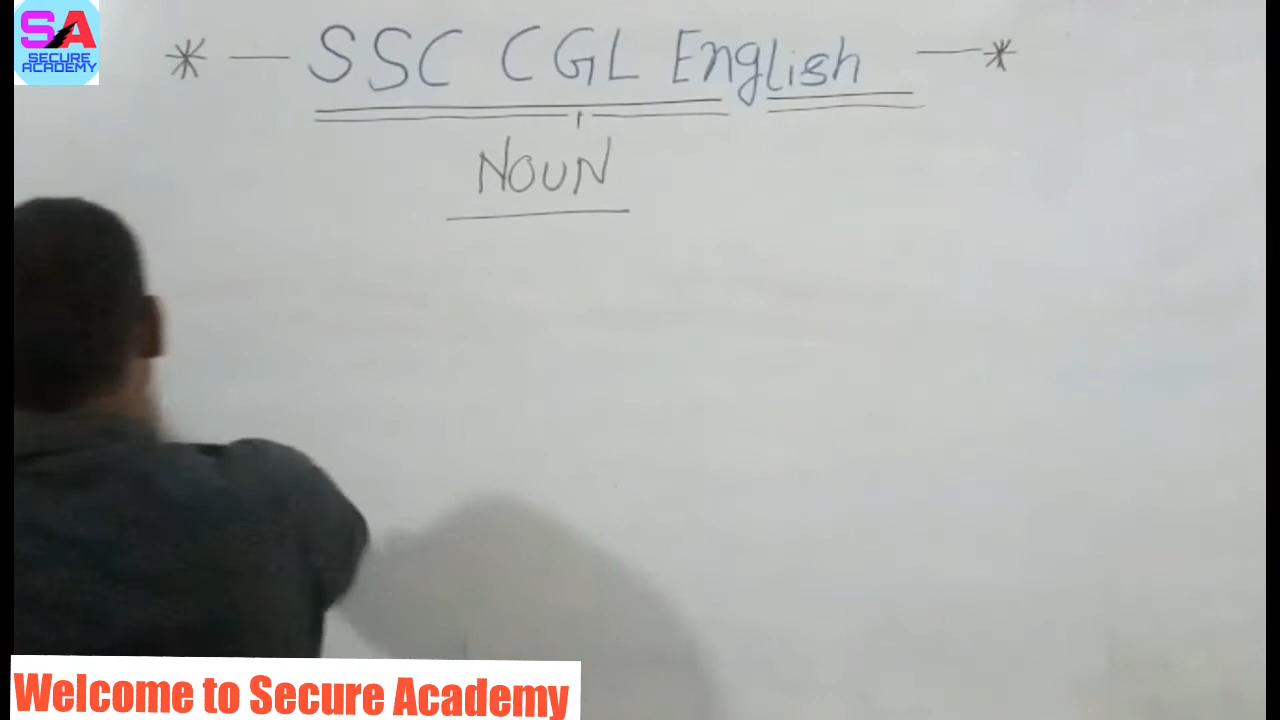 SA
SECURE
ACADEMY
* — SSC CGL English — *
NOUN
Welcome to Secure Academy